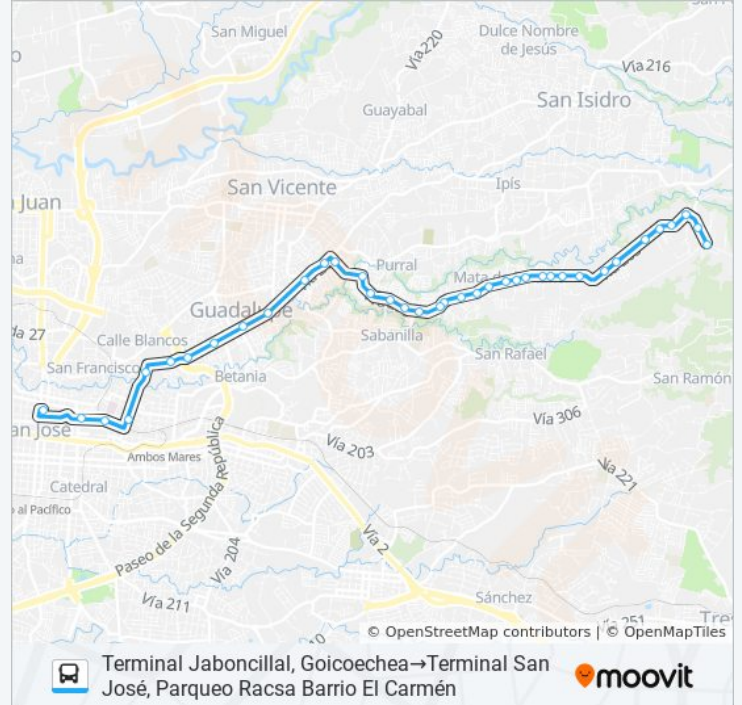 San Miguel
Vía 220
Dulce Nombre
de Jesús
Vía 216
San Isidro
Guayabal
San Vicente
Ipís
Juan
Purral
Mata de
Guadalupe
27
Calle Blancos
Sabanilla
San Francisco
San Rafael
Betania
San Ramón
José
Vía 306
Vía 203
Ambos Mares
Vía 221
Catedral
al Pacífico
Paseo de la Segunda República
Vía 2
Vía 204
Vía 211
Sánchez
251
Tres
10
© OpenStreetMap contributors | © OpenMapTiles
Terminal Jaboncillal, Goicoechea→Terminal San
José, Parqueo Racsa Barrio El Carmén
moovit